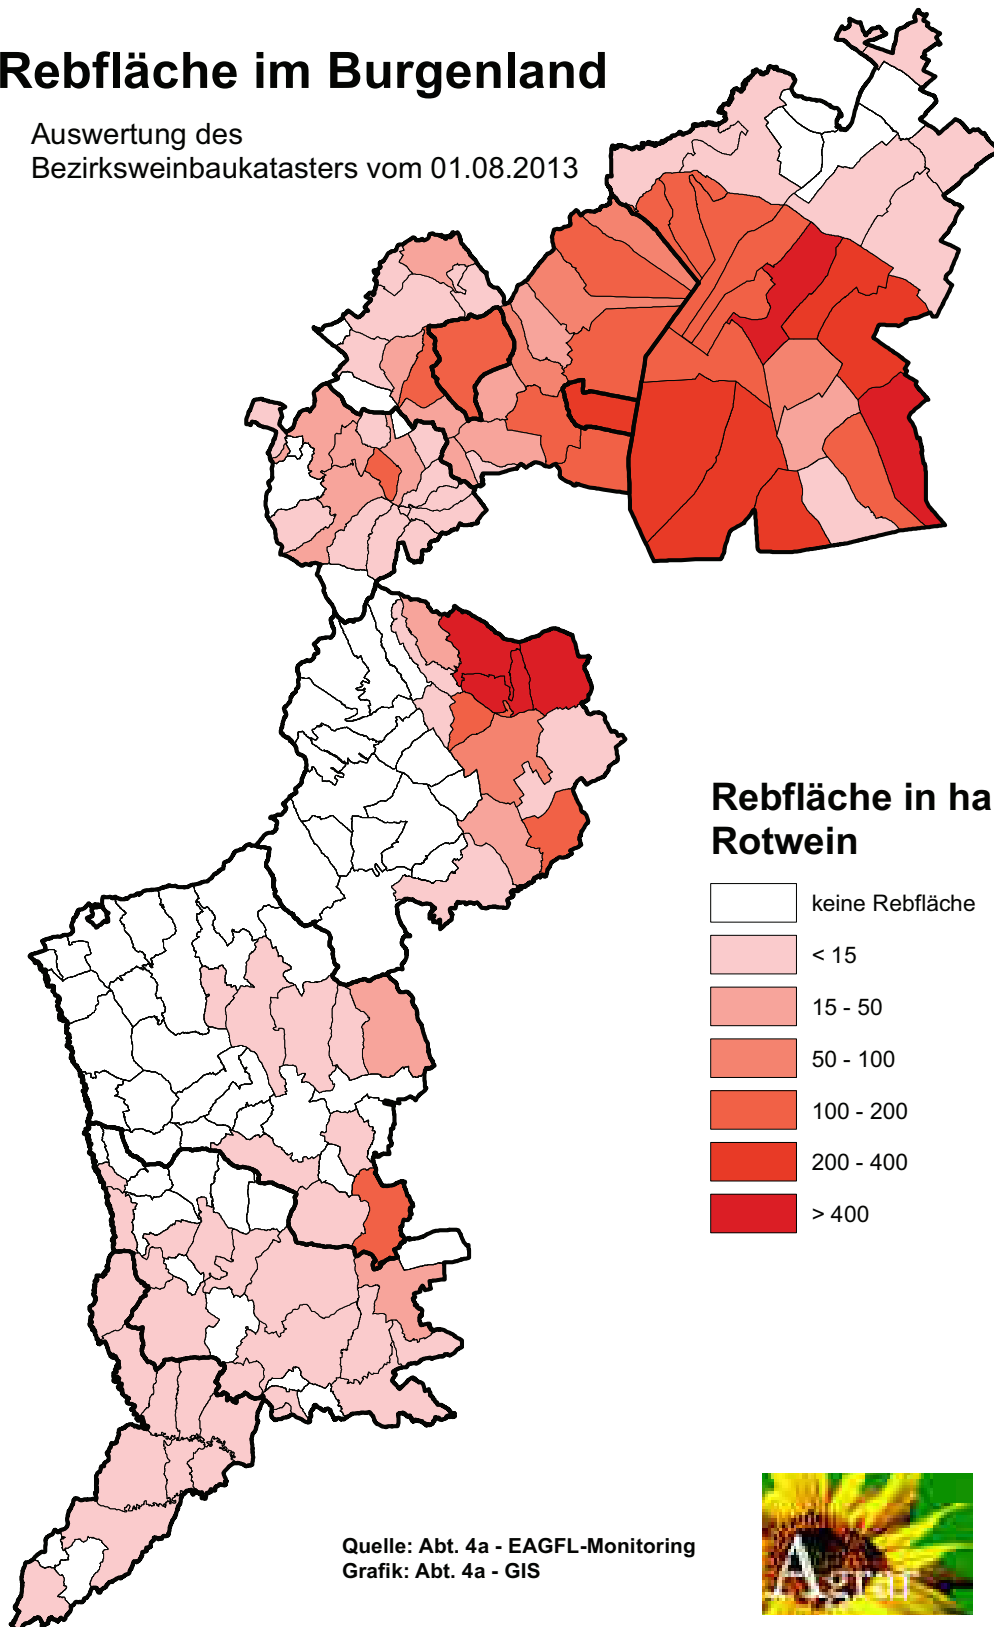 Rebfläche im Burgenland
Auswertung des
Bezirksweinbaukatasters vom 01.08.2013
Rebfläche in ha
Rotwein
keine Rebfläche
< 15
15 - 50
50 - 100
100 - 200
200 - 400
> 400
Quelle: Abt. 4a - EAGFL-Monitoring
Grafik: Abt. 4a - GIS
Agrar